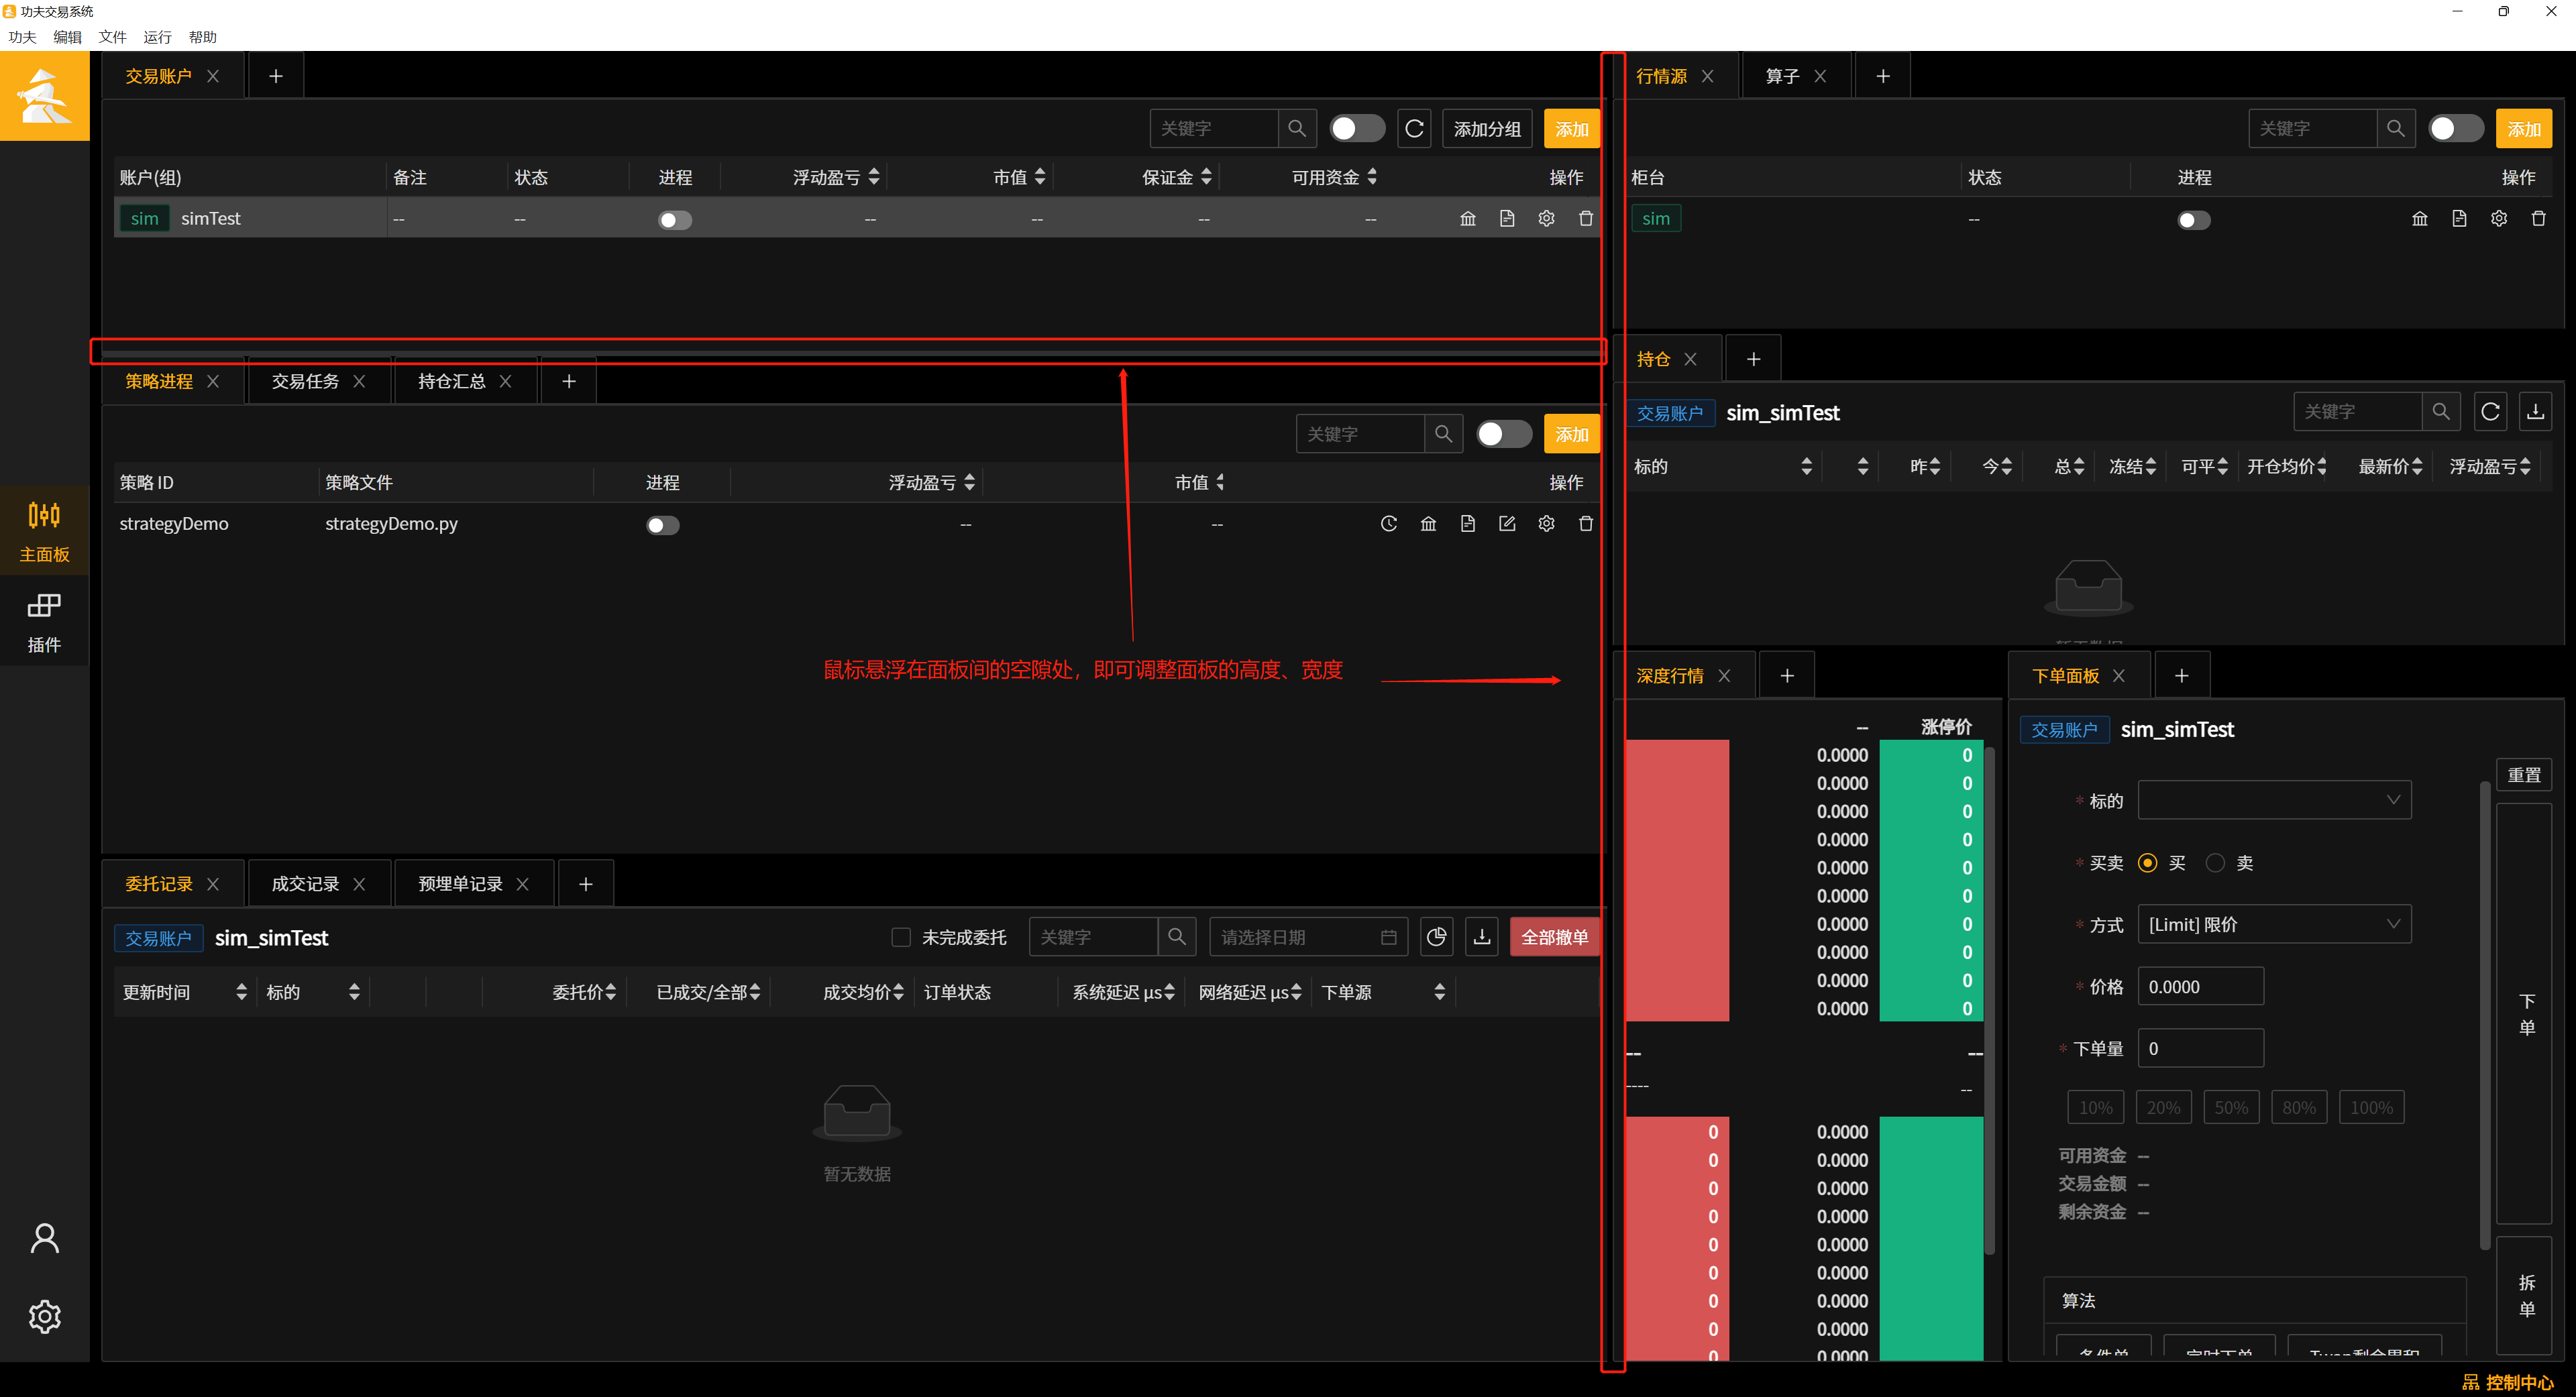 功夫交易系统
功夫 编辑 文件 运行 帮助
交易账户
关键字 添加分组 添加
账户(组) 备注 状态 进程 浮动盈亏 市值 保证金 可用资金 操作
sim simTest -- -- -- -- -- --
行情源 算子
关键字 添加
柜台 状态 进程 操作
sim --
策略进程 交易任务 持仓汇总
关键字 添加
策略 ID 策略文件 进程 浮动盈亏 市值 操作
strategyDemo strategyDemo.py -- --
鼠标悬浮在面板间的空隙处，即可调整面板的高度、宽度
持仓
交易账户 sim_simTest 关键字
标的 昨 今 总 冻结 可平 开仓均价 最新价 浮动盈亏
主面板
插件
委托记录 成交记录 预埋单记录
交易账户 sim_simTest 未完成委托 关键字 请选择日期 全部撤单
更新时间 标的 委托价 已成交/全部 成交均价 订单状态 系统延迟 μs 网络延迟 μs 下单源
暂无数据
深度行情
-- 涨停价
0.0000 0
0.0000 0
0.0000 0
0.0000 0
0.0000 0
0.0000 0
0.0000 0
0.0000 0
0.0000 0
0.0000 0
-- --
---- --
0 0.0000
0 0.0000
0 0.0000
0 0.0000
0 0.0000
0 0.0000
0 0.0000
0 0.0000
0 0.0000
下单面板
交易账户 sim_simTest
重置
* 标的
* 买卖 买 卖
* 方式 [Limit] 限价
* 价格 0.0000
* 下单量 0
10% 20% 50% 80% 100%
可用资金 --
交易金额 --
剩余资金 --
下单
拆单
算法
条件单 定时下单
控制中心